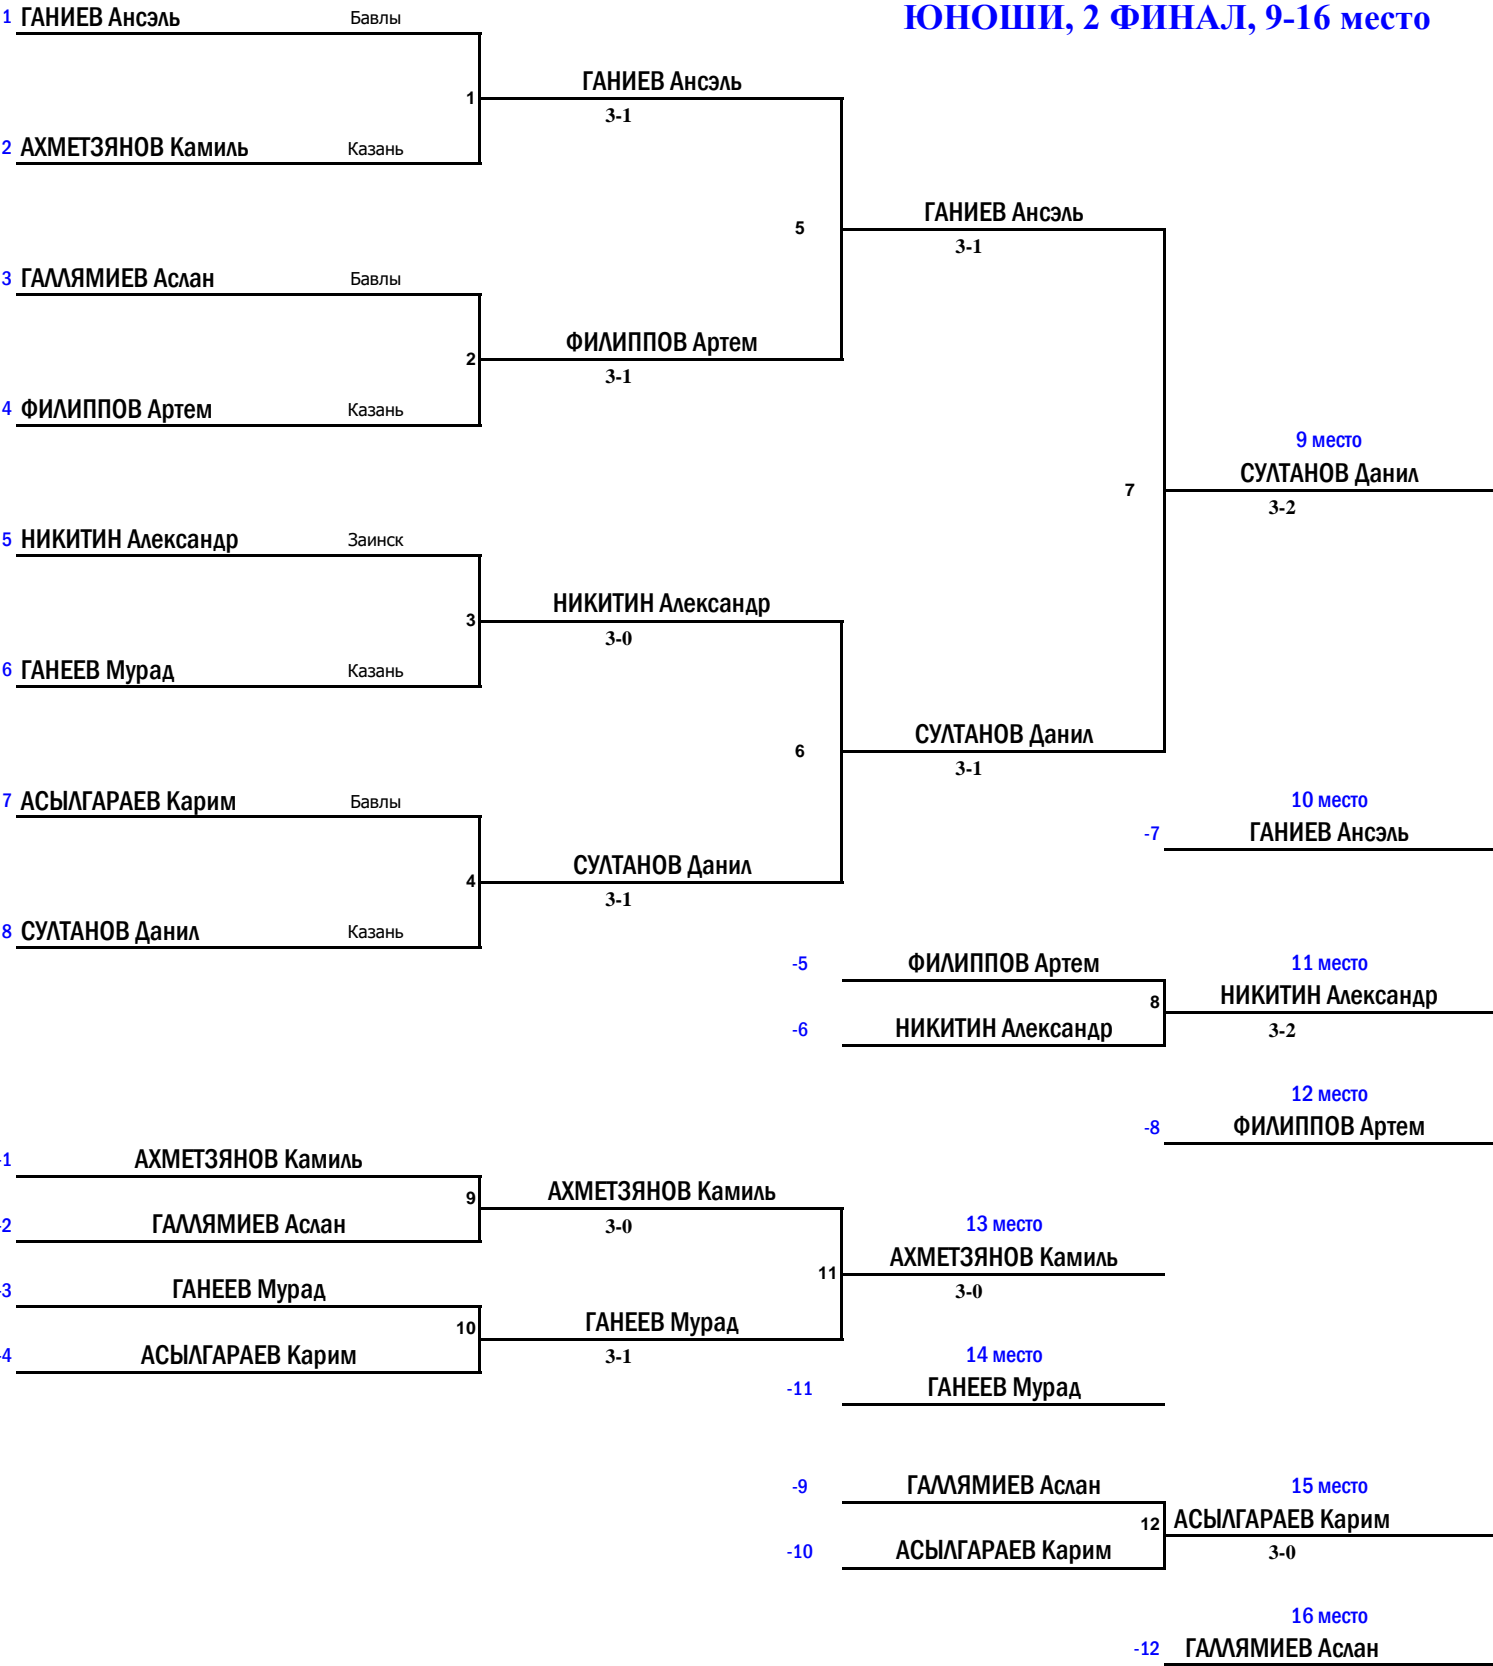 ЮНОШИ, 2 ФИНАЛ, 9-16 место
1 ГАНИЕВ Ансэль Бавлы
ГАНИЕВ Ансэль
1
3-1
2 АХМЕТЗЯНОВ Камиль Казань
ГАНИЕВ Ансэль
5
3-1
3 ГАЛЛЯМИЕВ Аслан Бавлы
ФИЛИППОВ Артем
2
3-1
4 ФИЛИППОВ Артем Казань
9 место
СУЛТАНОВ Данил
7
3-2
5 НИКИТИН Александр Заинск
НИКИТИН Александр
3
3-0
6 ГАНЕЕВ Мурад Казань
СУЛТАНОВ Данил
6
3-1
7 АСЫЛГАРАЕВ Карим Бавлы
10 место
-7 ГАНИЕВ Ансэль
СУЛТАНОВ Данил
4
3-1
8 СУЛТАНОВ Данил Казань
-5 ФИЛИППОВ Артем
11 место
8 НИКИТИН Александр
-6 НИКИТИН Александр
3-2
12 место
-8 ФИЛИППОВ Артем
-1 АХМЕТЗЯНОВ Камиль
9 АХМЕТЗЯНОВ Камиль
-2 ГАЛЛЯМИЕВ Аслан
3-0
13 место
АХМЕТЗЯНОВ Камиль
11
3-0
-3 ГАНЕЕВ Мурад
10 ГАНЕЕВ Мурад
-4 АСЫЛГАРАЕВ Карим
3-1
14 место
-11 ГАНЕЕВ Мурад
-9 ГАЛЛЯМИЕВ Аслан
15 место
12 АСЫЛГАРАЕВ Карим
-10 АСЫЛГАРАЕВ Карим
3-0
16 место
-12 ГАЛЛЯМИЕВ Аслан